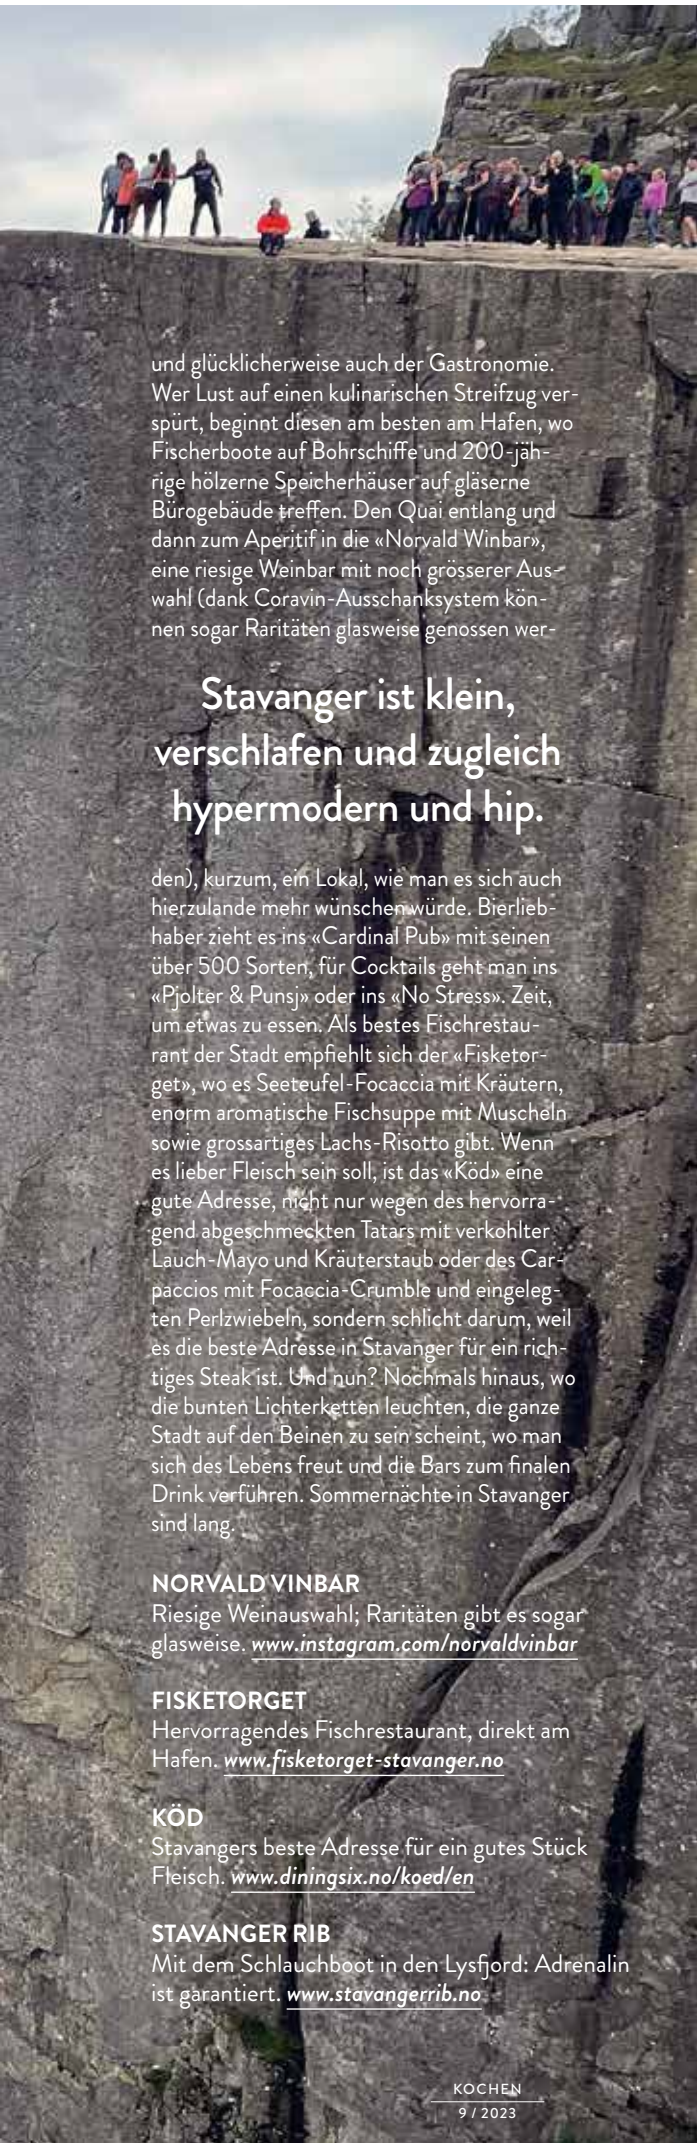 und glücklicherweise auch der Gastronomie.
Wer Lust auf einen kulinarischen Streifzug ver-
spürt, beginnt diesen am besten am Hafen, wo
Fischerboote auf Bohrschiffe und 200-jäh-
rige hölzerne Speicherhäuser auf gläserne
Bürogebäude treffen. Den Quai entlang und
dann zum Aperitif in die «Norvald Winbar»,
eine riesige Weinbar mit noch grösserer Aus-
wahl (dank Coravin-Ausschanksystem kön-
nen sogar Raritäten glasweise genossen wer-
Stavanger ist klein,
verschlafen und zugleich
hypermodern und hip.
den), kurzum, ein Lokal, wie man es sich auch
hierzulande mehr wünschen würde. Bierlieb-
haber zieht es ins «Cardinal Pub» mit seinen
über 500 Sorten, für Cocktails geht man ins
«Pjolter & Punsj» oder ins «No Stress». Zeit,
um etwas zu essen. Als bestes Fischrestau-
rant der Stadt empfiehlt sich der «Fisketor-
get», wo es Seeteufel-Focaccia mit Kräutern,
enorm aromatische Fischsuppe mit Muscheln
sowie grossartiges Lachs-Risotto gibt. Wenn
es lieber Fleisch sein soll, ist das «Köd» eine
gute Adresse, nicht nur wegen des hervorra-
gend abgeschmeckten Tatars mit verkohlter
Lauch-Mayo und Kräuterstaub oder des Car-
paccios mit Focaccia-Crumble und eingeleg-
ten Perlzwiebeln, sondern schlicht darum, weil
es die beste Adresse in Stavanger für ein rich-
tiges Steak ist. Und nun? Nochmals hinaus, wo
die bunten Lichterketten leuchten, die ganze
Stadt auf den Beinen zu sein scheint, wo man
sich des Lebens freut und die Bars zum finalen
Drink verführen. Sommernächte in Stavanger
sind lang.
NORVALD VINBAR
Riesige Weinauswahl; Raritäten gibt es sogar
glasweise. www.instagram.com/norvaldvinbar
FISKETORGET
Hervorragendes Fischrestaurant, direkt am
Hafen. www.fisketorget-stavanger.no
KÖD
Stavangers beste Adresse für ein gutes Stück
Fleisch. www.diningsix.no/koed/en
STAVANGER RIB
Mit dem Schlauchboot in den Lysfjord: Adrenalin
ist garantiert. www.stavangerrib.no
KOCHEN
9 / 2023